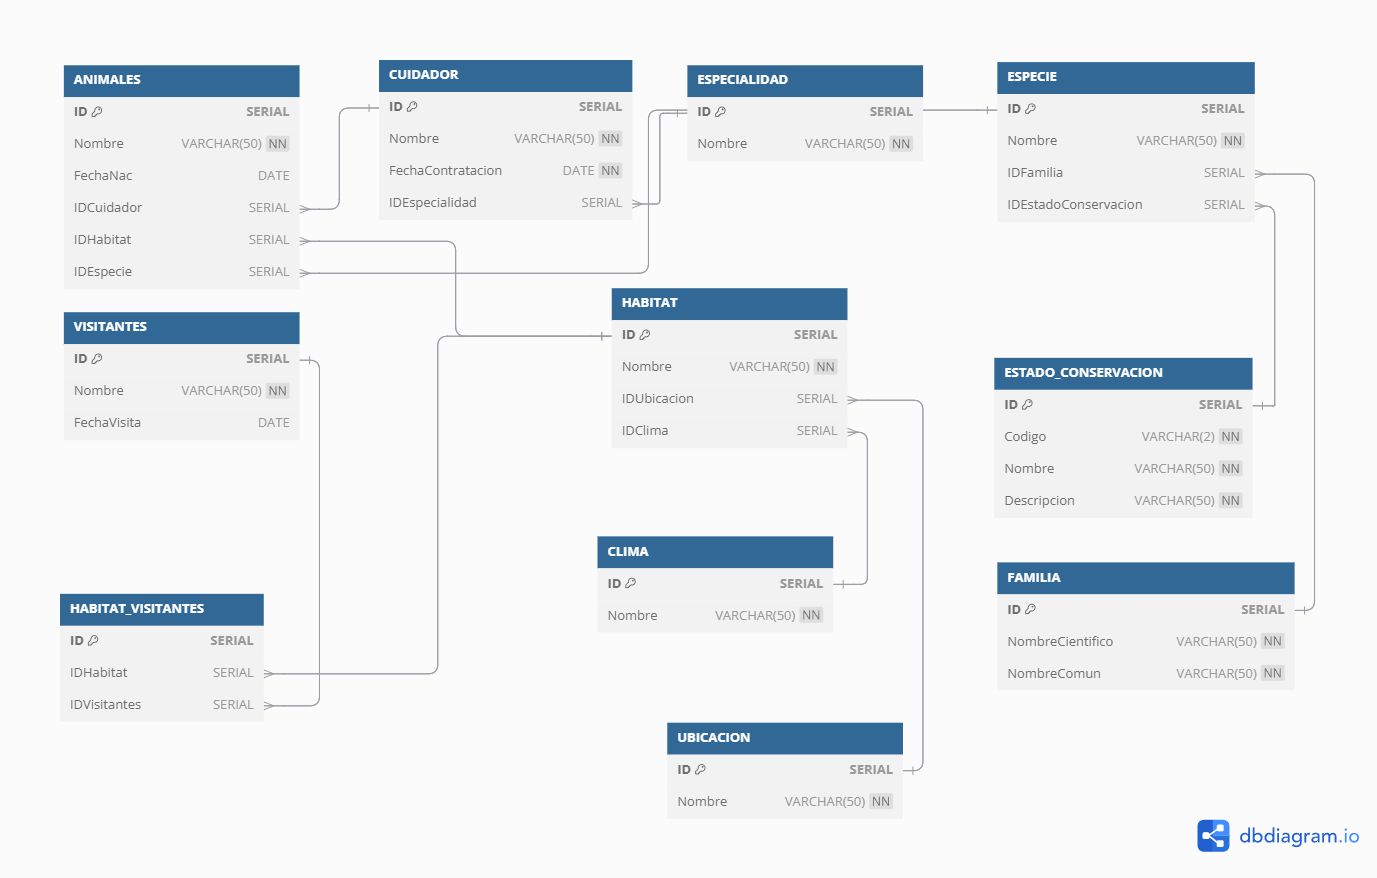 ANIMALES
ID SERIAL
Nombre VARCHAR(50) NN
FechaNac DATE
IDCuidador SERIAL
IDHabitat SERIAL
IDEspecie SERIAL
CUIDADOR
ID SERIAL
Nombre VARCHAR(50) NN
FechaContratacion DATE NN
IDEspecialidad SERIAL
ESPECIALIDAD
ID SERIAL
Nombre VARCHAR(50) NN
ESPECIE
ID SERIAL
Nombre VARCHAR(50) NN
IDFamilia SERIAL
IDEstadoConservacion SERIAL
VISITANTES
ID SERIAL
Nombre VARCHAR(50) NN
FechaVisita DATE
HABITAT
ID SERIAL
Nombre VARCHAR(50) NN
IDUbicacion SERIAL
IDClima SERIAL
ESTADO_CONSERVACION
ID SERIAL
Codigo VARCHAR(2) NN
Nombre VARCHAR(50) NN
Descripcion VARCHAR(50) NN
CLIMA
ID SERIAL
Nombre VARCHAR(50) NN
FAMILIA
ID SERIAL
NombreCientifico VARCHAR(50) NN
NombreComun VARCHAR(50) NN
HABITAT_VISITANTES
ID SERIAL
IDHabitat SERIAL
IDVisitantes SERIAL
UBICACION
ID SERIAL
Nombre VARCHAR(50) NN
dbdiagram.io